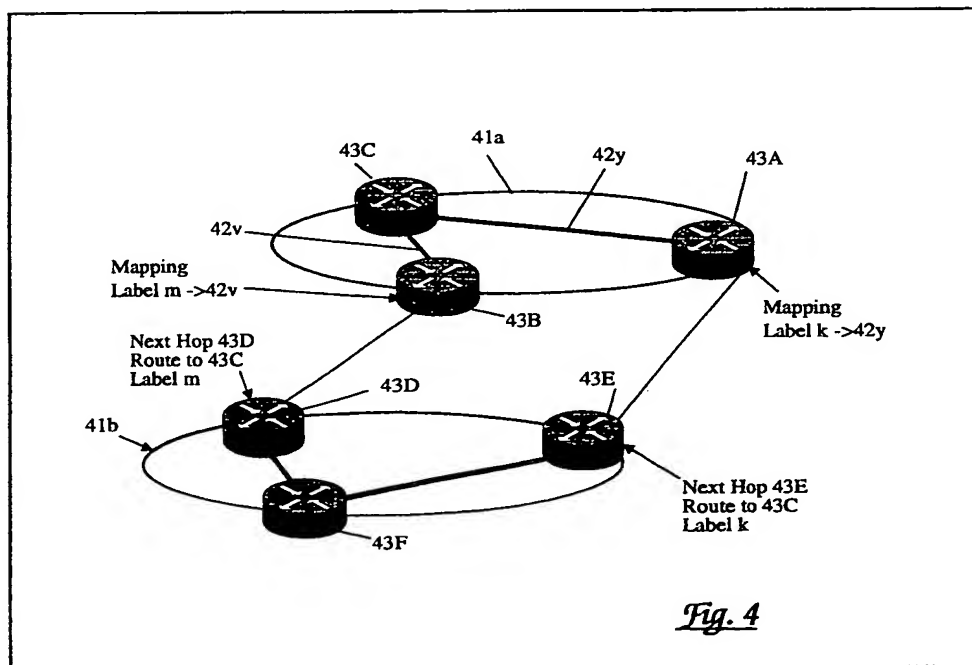 41a
43C
42y
43A
42v
Mapping
Label m ->42v
43B
Mapping
Label k ->42y
Next Hop 43D
Route to 43C
Label m
43D
43E
41b
Next Hop 43E
Route to 43C
Label k
43F
Fig. 4